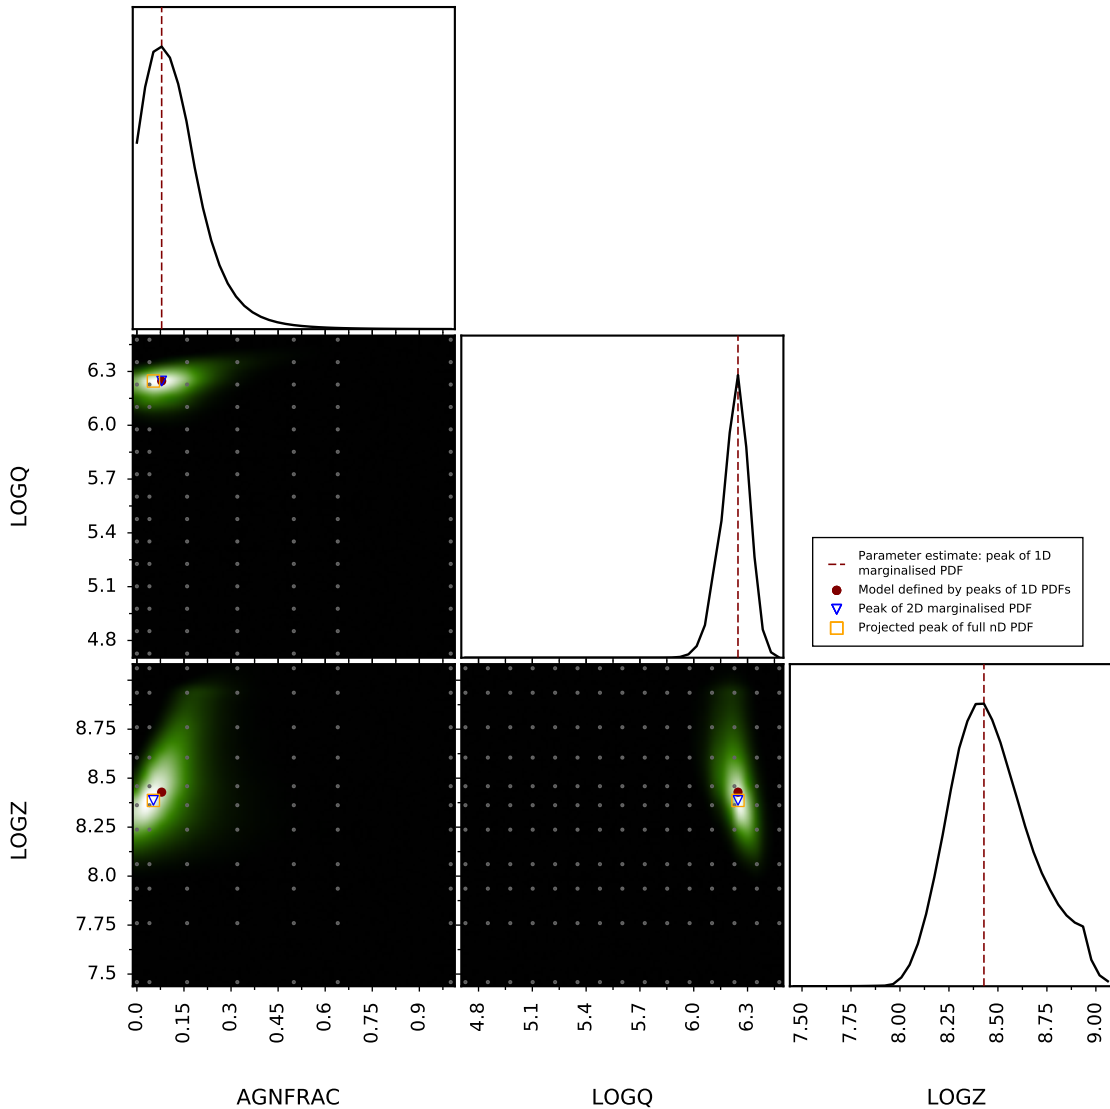 6.3
6.0
5.7
5.4
5.1
4.8
LOGQ
Parameter estimate: peak of 1D
marginalised PDF
Model defined by peaks of 1D PDFs
Peak of 2D marginalised PDF
Projected peak of full nD PDF
8.75
8.5
8.25
8.0
7.75
7.5
LOGZ
0.0 0.15 0.3 0.45 0.6 0.75 0.9
4.8 5.1 5.4 5.7 6.0 6.3
7.50 7.75 8.00 8.25 8.50 8.75 9.00
AGNFRAC LOGQ LOGZ